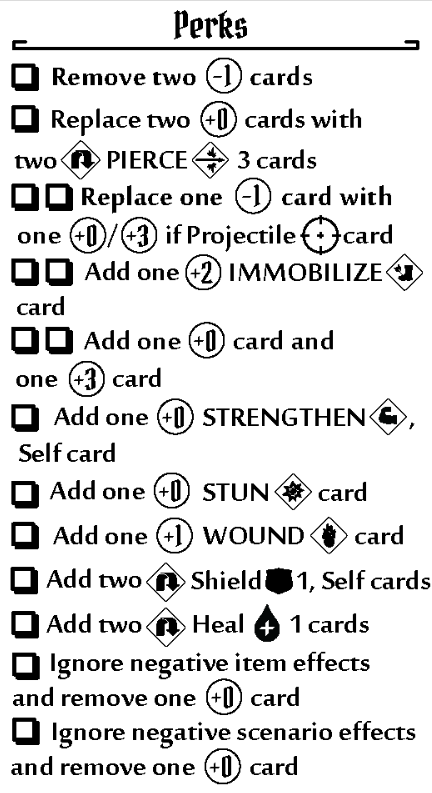 Perks
Remove two -1 cards
Replace two +0 cards with
two PIERCE 3 cards
Replace one -1 card with
one +0/+3 if Projectile card
Add one +2 IMMOBILIZE
card
Add one +0 card and
one +3 card
Add one +0 STRENGTHEN,
Self card
Add one +0 STUN card
Add one +1 WOUND card
Add two Shield 1, Self cards
Add two Heal 1 cards
Ignore negative item effects
and remove one +0 card
Ignore negative scenario effects
and remove one +0 card